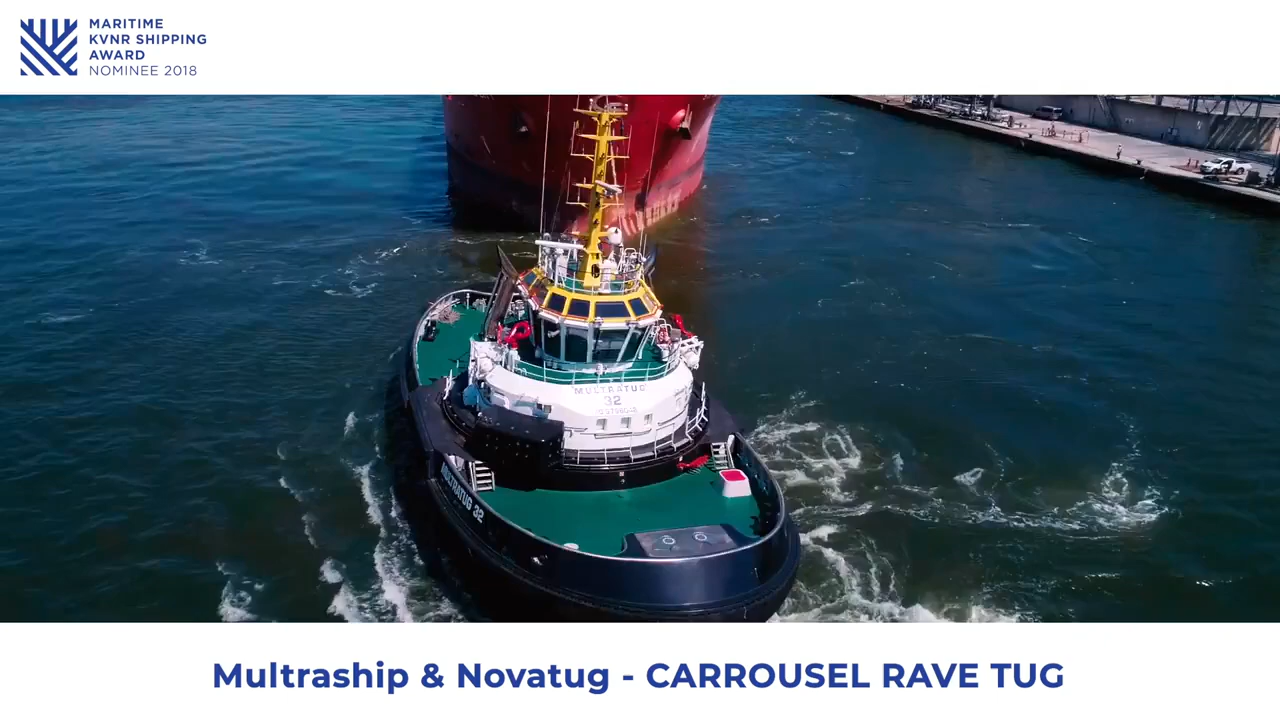 MARITIME
KVNR SHIPPING
AWARD
NOMINEE 2018
MULTRATUG
32
MULTRATUG 32
Multraship & Novatug - CARROUSEL RAVE TUG